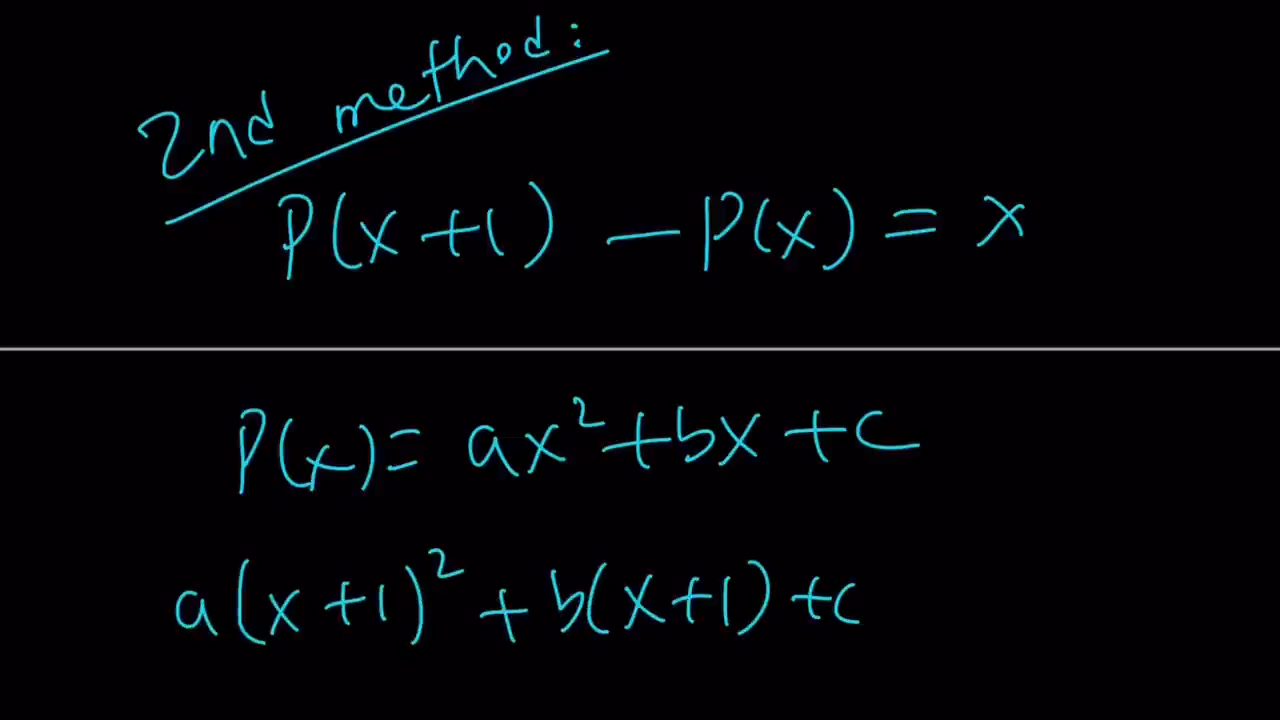 2nd method:
P(x+1) - P(x) = x
P(x) = ax² + bx + c
a(x+1)² + b(x+1) + c